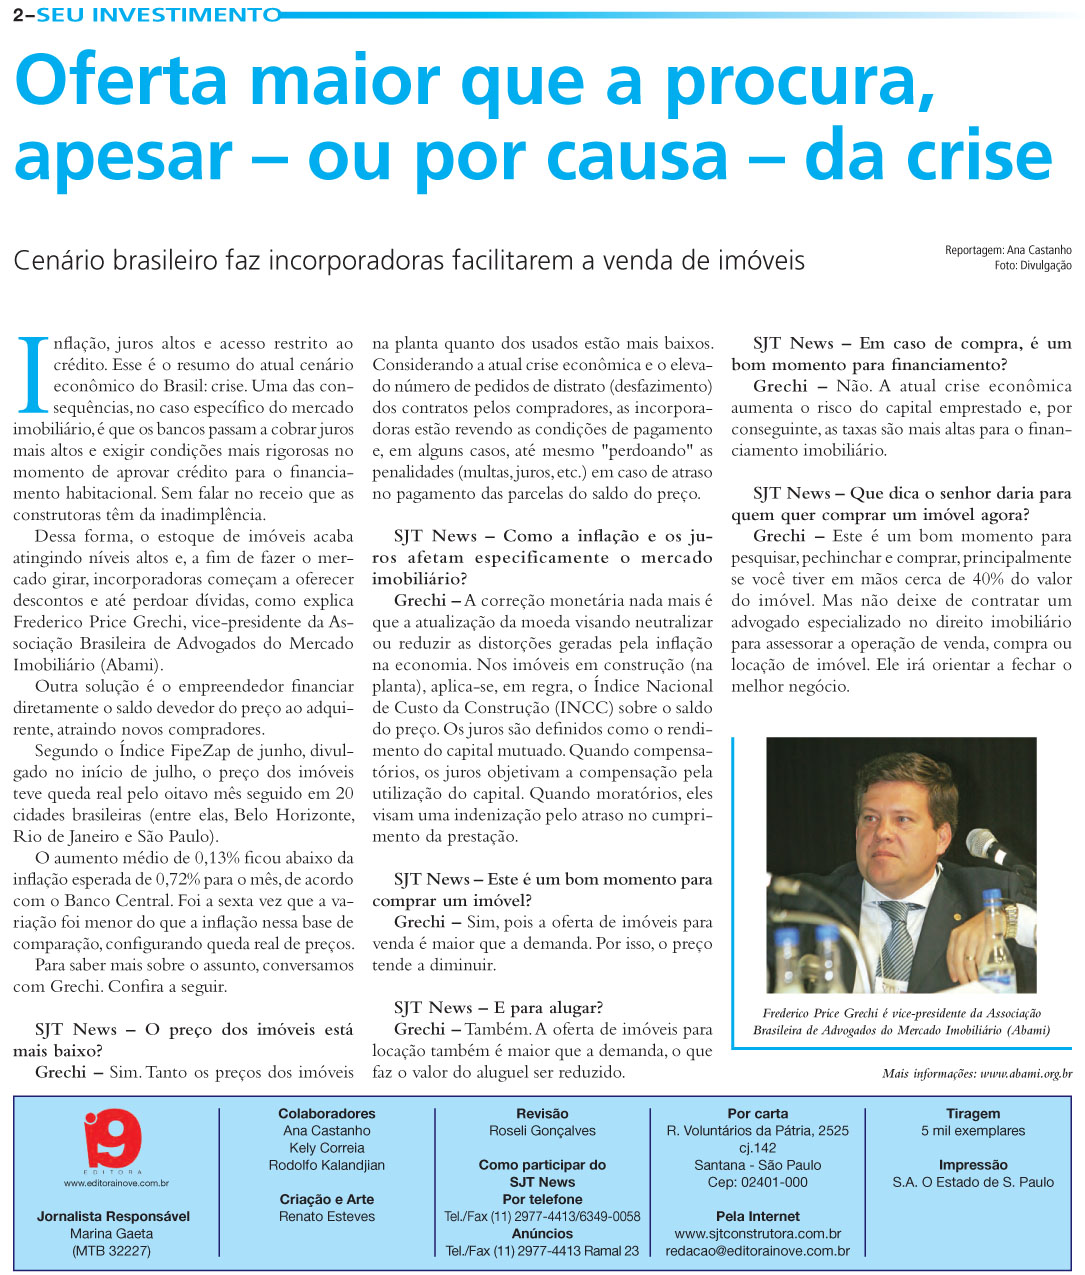 2–SEU INVESTIMENTO
Oferta maior que a procura,
apesar – ou por causa – da crise
Cenário brasileiro faz incorporadoras facilitarem a venda de imóveis
Reportagem: Ana Castanho
Foto: Divulgação
Inflação, juros altos e acesso restrito ao
crédito. Esse é o resumo do atual cenário
econômico do Brasil: crise. Uma das con-
sequências, no caso específico do mercado
imobiliário, é que os bancos passam a cobrar juros
mais altos e exigir condições mais rigorosas no
momento de aprovar crédito para o financia-
mento habitacional. Sem falar no receio que as
construtoras têm da inadimplência.
Dessa forma, o estoque de imóveis acaba
atingindo níveis altos e, a fim de fazer o mer-
cado girar, incorporadoras começam a oferecer
descontos e até perdoar dívidas, como explica
Frederico Price Grechi, vice-presidente da As-
sociação Brasileira de Advogados do Mercado
Imobiliário (Abami).
Outra solução é o empreendedor financiar
diretamente o saldo devedor do preço ao adqui-
rente, atraindo novos compradores.
Segundo o Índice FipeZap de junho, divul-
gado no início de julho, o preço dos imóveis
teve queda real pelo oitavo mês seguido em 20
cidades brasileiras (entre elas, Belo Horizonte,
Rio de Janeiro e São Paulo).
O aumento médio de 0,13% ficou abaixo da
inflação esperada de 0,72% para o mês, de acordo
com o Banco Central. Foi a sexta vez que a va-
riação foi menor do que a inflação nessa base de
comparação, configurando queda real de preços.
Para saber mais sobre o assunto, conversamos
com Grechi. Confira a seguir.
SJT News – O preço dos imóveis está
mais baixo?
Grechi – Sim. Tanto os preços dos imóveis
na planta quanto dos usados estão mais baixos.
Considerando a atual crise econômica e o eleva-
do número de pedidos de distrato (desfazimento)
dos contratos pelos compradores, as incorpora-
doras estão revendo as condições de pagamento
e, em alguns casos, até mesmo "perdoando" as
penalidades (multas, juros, etc.) em caso de atraso
no pagamento das parcelas do saldo do preço.
SJT News – Como a inflação e os ju-
ros afetam especificamente o mercado
imobiliário?
Grechi – A correção monetária nada mais é
que a atualização da moeda visando neutralizar
ou reduzir as distorções geradas pela inflação
na economia. Nos imóveis em construção (na
planta), aplica-se, em regra, o Índice Nacional
de Custo da Construção (INCC) sobre o saldo
do preço. Os juros são definidos como o rendi-
mento do capital mutuado. Quando compensa-
tórios, os juros objetivam a compensação pela
utilização do capital. Quando moratórios, eles
visam uma indenização pelo atraso no cumpri-
mento da prestação.
SJT News – Este é um bom momento para
comprar um imóvel?
Grechi – Sim, pois a oferta de imóveis para
venda é maior que a demanda. Por isso, o preço
tende a diminuir.
SJT News – E para alugar?
Grechi – Também. A oferta de imóveis para
locação também é maior que a demanda, o que
faz o valor do aluguel ser reduzido.
SJT News – Em caso de compra, é um
bom momento para financiamento?
Grechi – Não. A atual crise econômica
aumenta o risco do capital emprestado e, por
conseguinte, as taxas são mais altas para o finan-
ciamento imobiliário.
SJT News – Que dica o senhor daria para
quem quer comprar um imóvel agora?
Grechi – Este é um bom momento para
pesquisar, pechinchar e comprar, principalmente
se você tiver em mãos cerca de 40% do valor
do imóvel. Mas não deixe de contratar um
advogado especializado no direito imobiliário
para assessorar a operação de venda, compra ou
locação de imóvel. Ele irá orientar a fechar o
melhor negócio.
Frederico Price Grechi é vice-presidente da Associação
Brasileira de Advogados do Mercado Imobiliário (Abami)
Mais informações: www.abami.org.br
i9
EDITORA
www.editorainove.com.br
Jornalista Responsável
Marina Gaeta
(MTB 32227)
Colaboradores
Ana Castanho
Kely Correia
Rodolfo Kalandjian
Criação e Arte
Renato Esteves
Revisão
Roseli Gonçalves
Como participar do
SJT News
Por telefone
Tel./Fax (11) 2977-4413/6349-0058
Anúncios
Tel./Fax (11) 2977-4413 Ramal 23
Por carta
R. Voluntários da Pátria, 2525
cj.142
Santana - São Paulo
Cep: 02401-000
Pela Internet
www.sjtconstrutora.com.br
redacao@editorainove.com.br
Tiragem
5 mil exemplares
Impressão
S.A. O Estado de S. Paulo